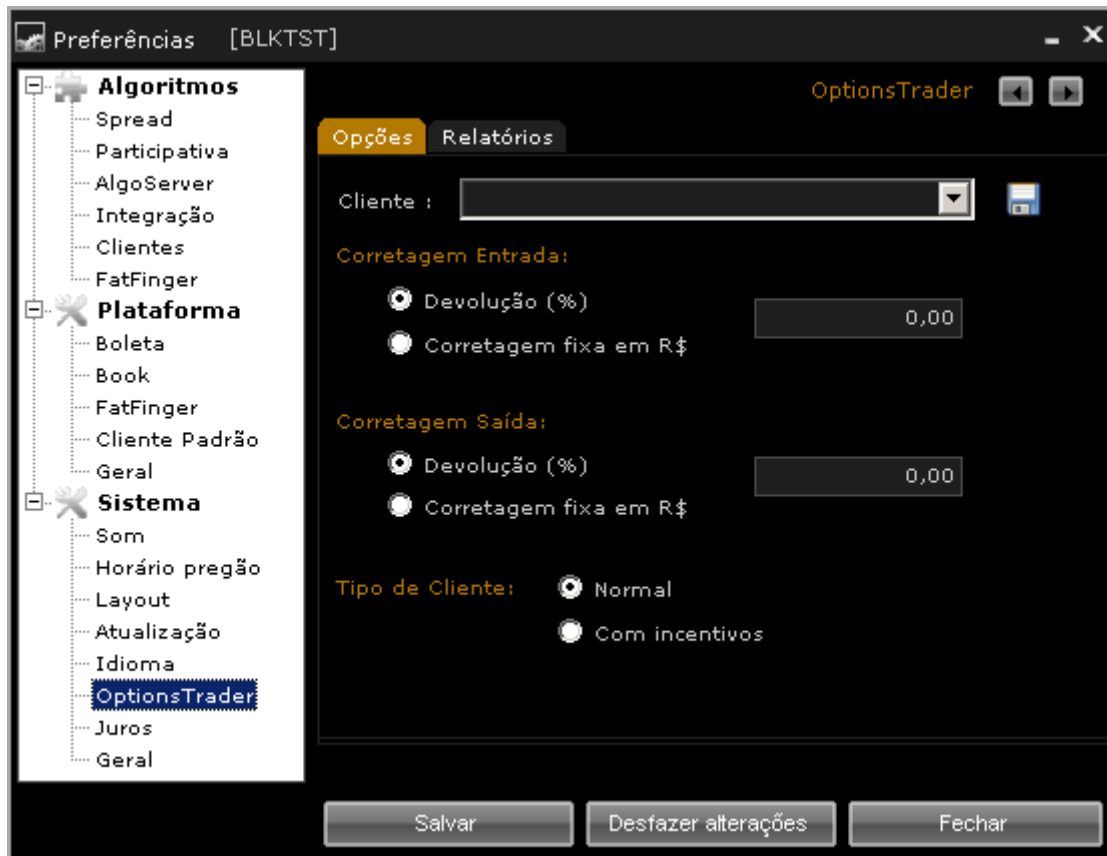 Preferências [BLKTST]
Algoritmos
Spread
Participativa
AlgoServer
Integração
Clientes
FatFinger
Plataforma
Boleta
Book
FatFinger
Cliente Padrão
Geral
Sistema
Som
Horário pregão
Layout
Atualização
Idioma
OptionsTrader
Juros
Geral
OptionsTrader
Opções Relatórios
Cliente :
Corretagem Entrada:
Devolução (%) 0,00
Corretagem fixa em R$
Corretagem Saída:
Devolução (%) 0,00
Corretagem fixa em R$
Tipo de Cliente: Normal
Com incentivos
Salvar Desfazer alterações Fechar